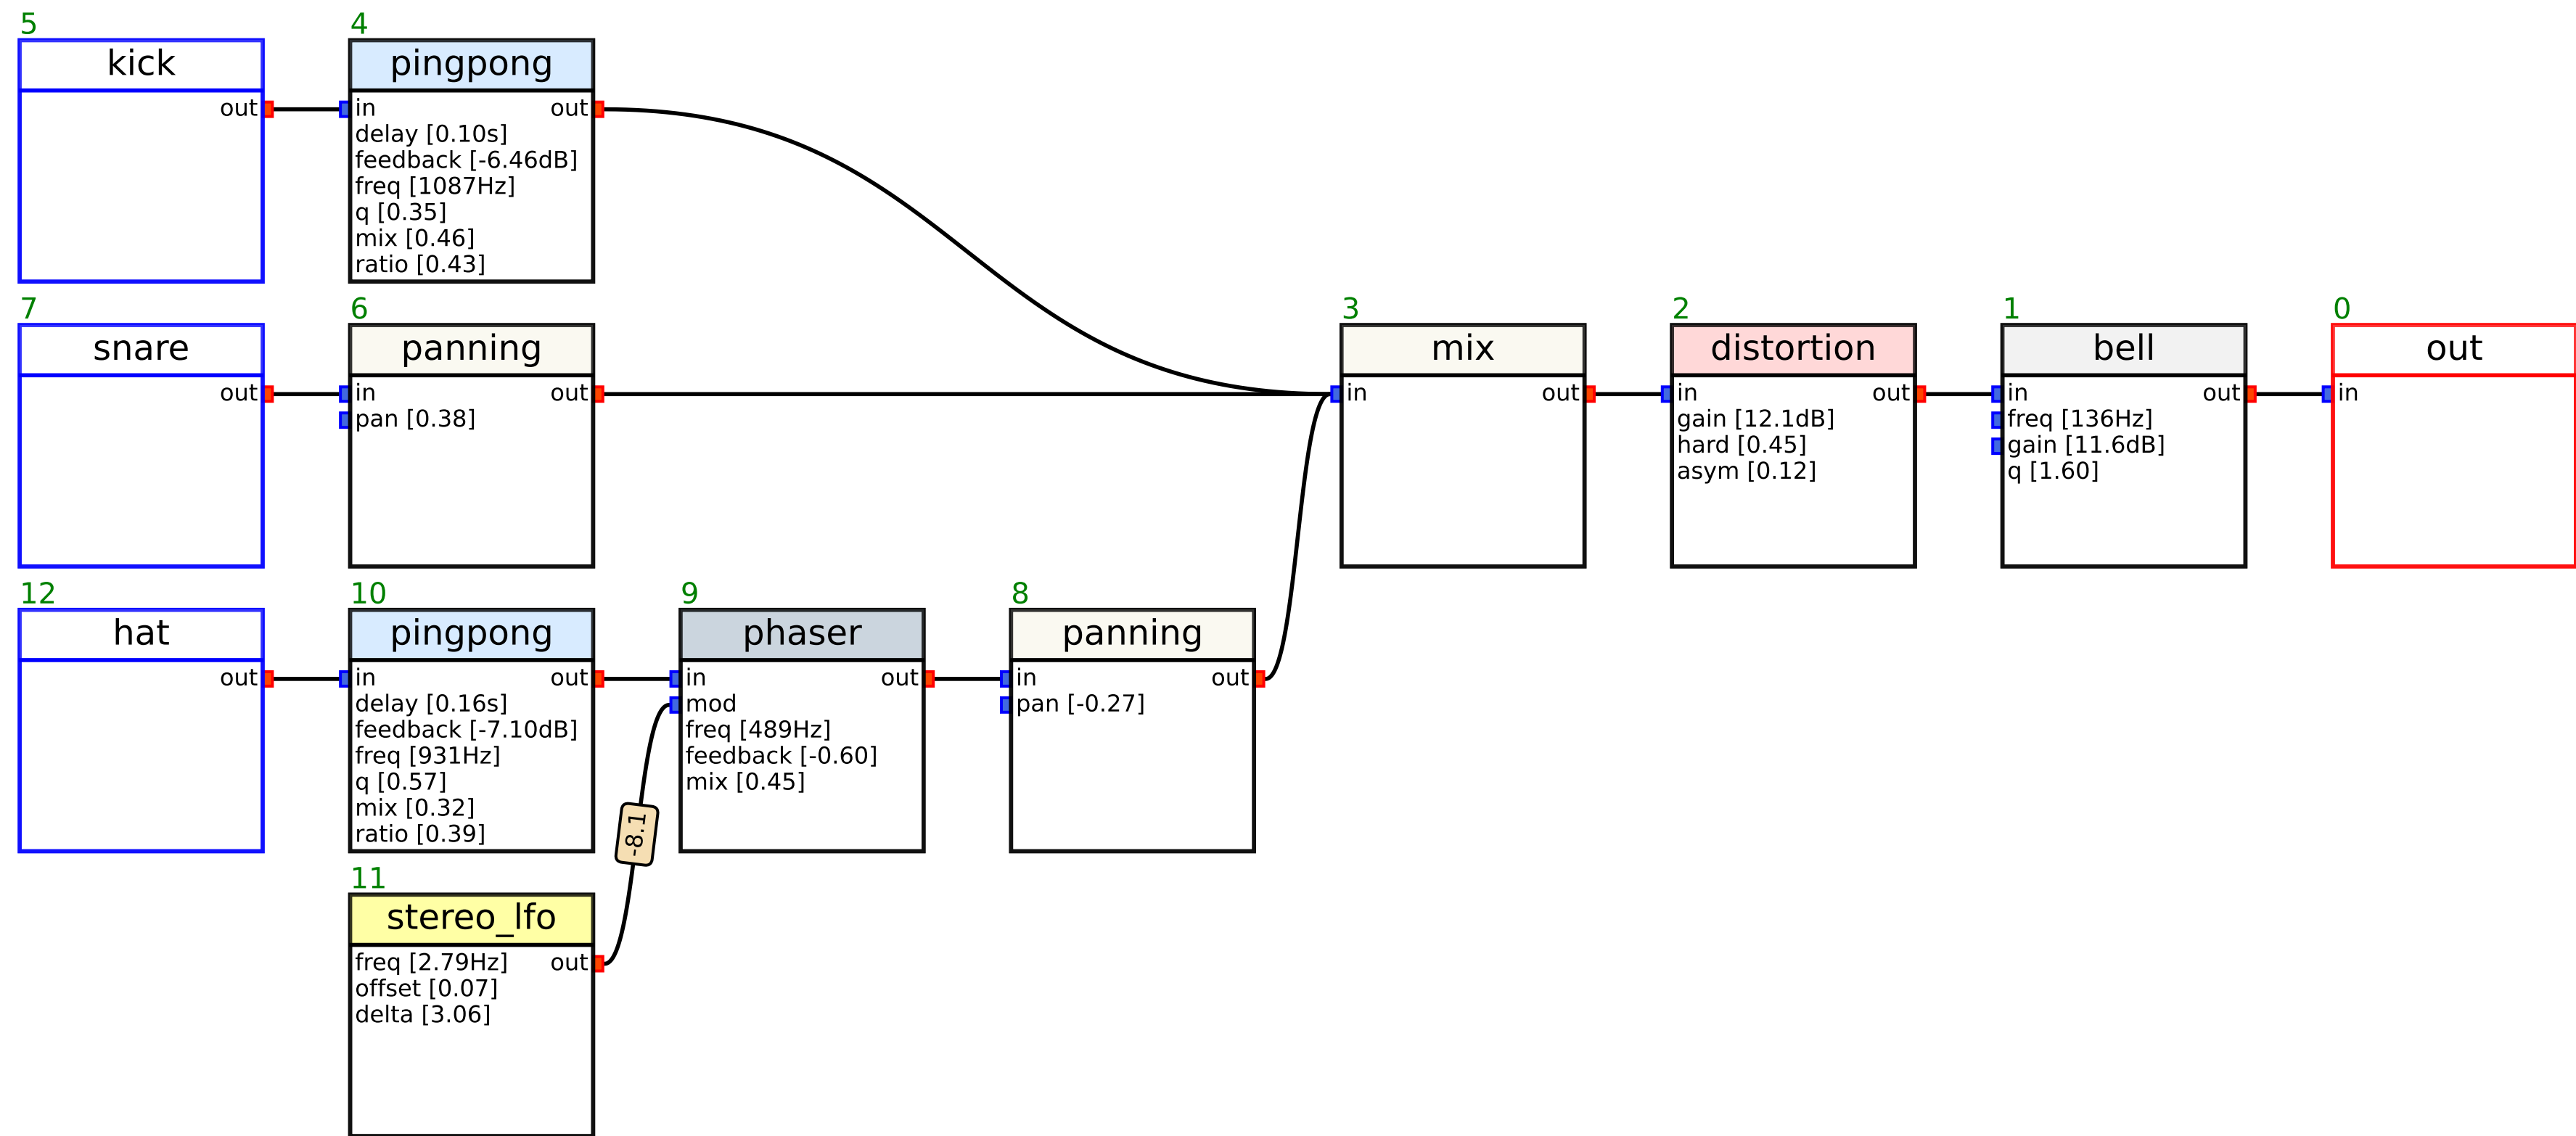 5
kick
out
4
pingpong
in out
delay [0.10s]
feedback [-6.46dB]
freq [1087Hz]
q [0.35]
mix [0.46]
ratio [0.43]
7
snare
out
6
panning
in out
pan [0.38]
3
mix
in out
2
distortion
in out
gain [12.1dB]
hard [0.45]
asym [0.12]
1
bell
in out
freq [136Hz]
gain [11.6dB]
q [1.60]
0
out
in
12
hat
out
10
pingpong
in out
delay [0.16s]
feedback [-7.10dB]
freq [931Hz]
q [0.57]
mix [0.32]
ratio [0.39]
9
phaser
in out
mod
freq [489Hz]
feedback [-0.60]
mix [0.45]
8
panning
in out
pan [-0.27]
-8.1
11
stereo_lfo
freq [2.79Hz] out
offset [0.07]
delta [3.06]